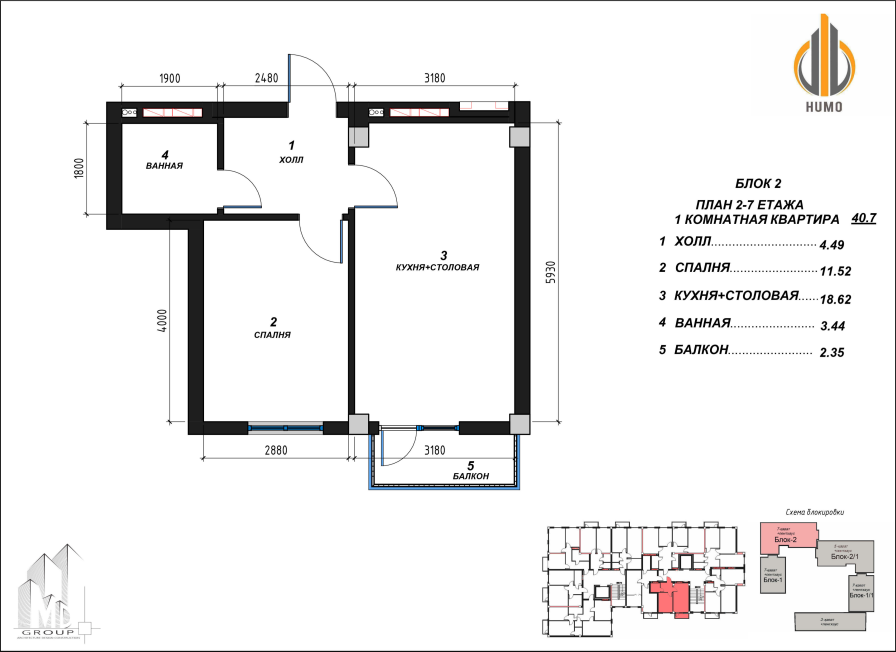 HUMO
1900
2480
3180
1800
4
ВАННАЯ
1
ХОЛЛ
БЛОК 2
ПЛАН 2-7 ЕТАЖА
1 КОМНАТНАЯ КВАРТИРА 40.7
1 ХОЛЛ............................4.49
2 СПАЛНЯ.......................11.52
3 КУХНЯ+СТОЛОВАЯ.....18.62
4 ВАННАЯ.......................3.44
5 БАЛКОН.......................2.35
3
КУХНЯ+СТОЛОВАЯ
5930
4000
2
СПАЛНЯ
2880
3180
5
БАЛКОН
Схема блокировки
Блок-2
Блок-2/1
Блок-1
Блок-1/1
GROUP